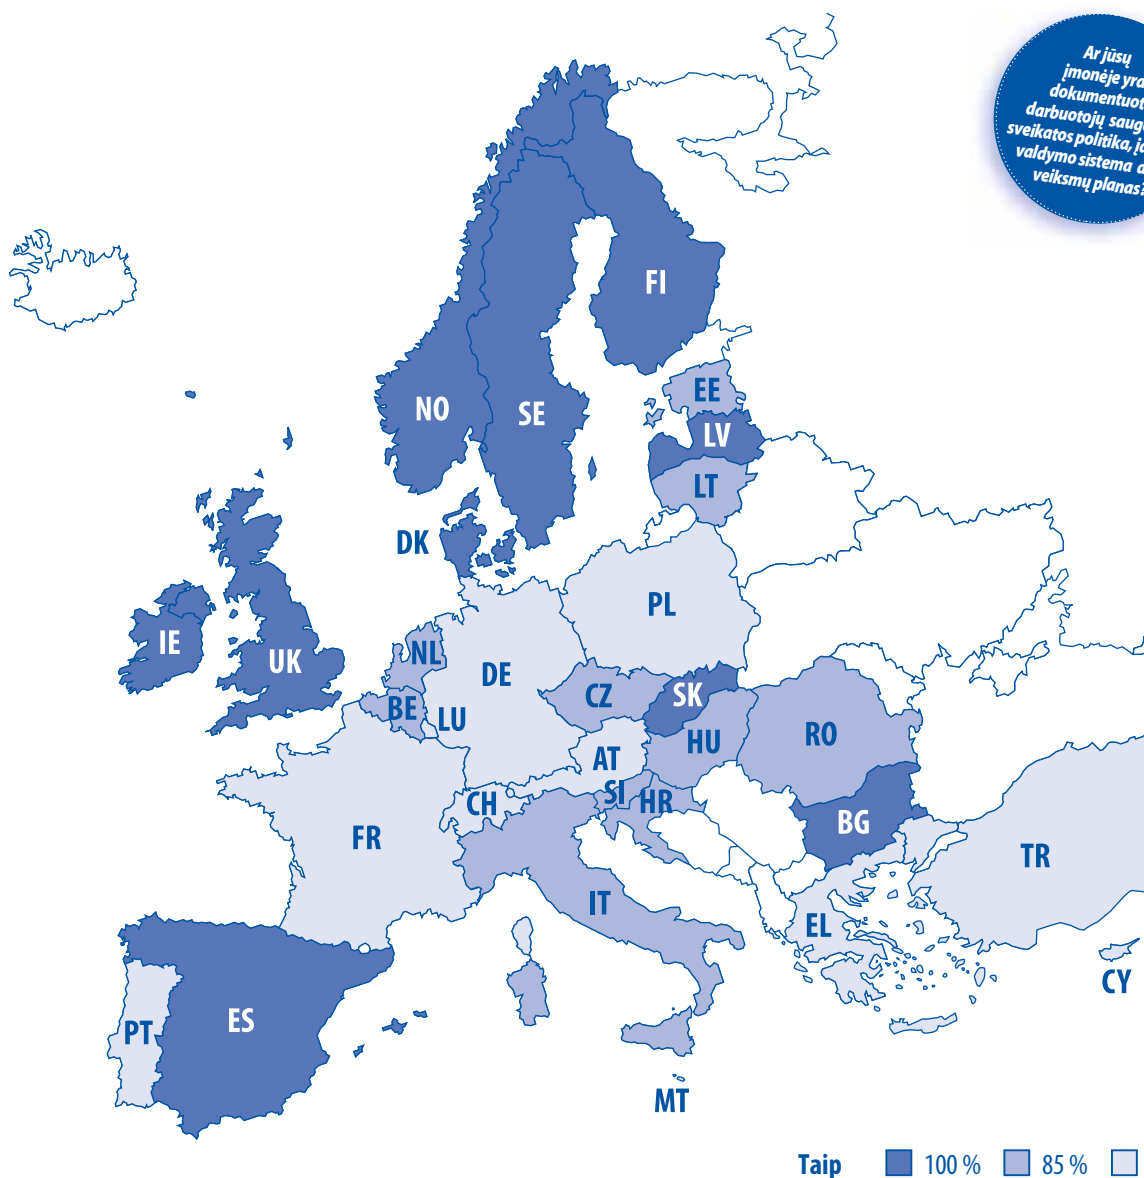 Ar jūsų
įmonėje yra
dokumentuot
darbuotojų saug
sveikatos politika, j
valdymo sistema
veiksmų planas?
FI
NO
SE
EE
LV
LT
DK
IE
UK
NL
BE
LU
DE
PL
CZ
SK
AT
HU
RO
CH
SI
HR
FR
BG
TR
IT
EL
CY
PT
ES
MT
Taip
100 %
85 %